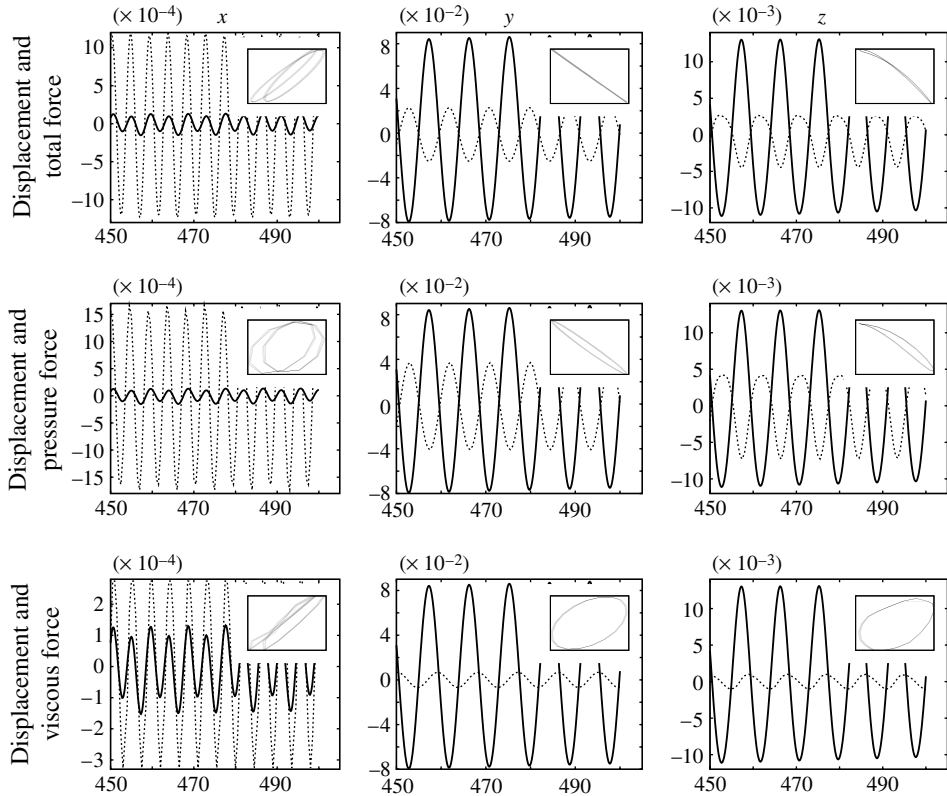 (× 10⁻⁴) x (× 10⁻²) y (× 10⁻³) z
Displacement and
total force
10
5
0
−5
−10
450 470 490
8
4
0
−4
−8
450 470 490
10
5
0
−5
−10
450 470 490
(× 10⁻⁴) (× 10⁻²) (× 10⁻³)
Displacement and
pressure force
15
10
5
0
−5
−10
−15
450 470 490
8
4
0
−4
−8
450 470 490
10
5
0
−5
−10
450 470 490
(× 10⁻⁴) (× 10⁻²) (× 10⁻³)
Displacement and
viscous force
2
1
0
−1
−2
−3
450 470 490
8
4
0
−4
−8
450 470 490
10
5
0
−5
−10
450 470 490